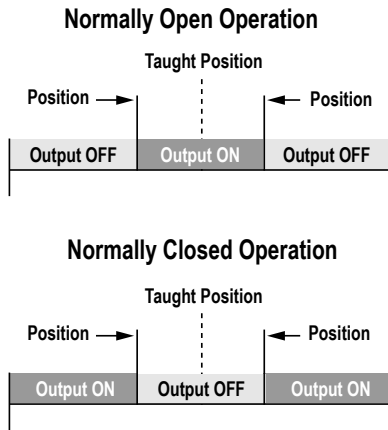 Normally Open Operation
Taught Position
Position Position
Output OFF Output ON Output OFF
Normally Closed Operation
Taught Position
Position Position
Output ON Output OFF Output ON